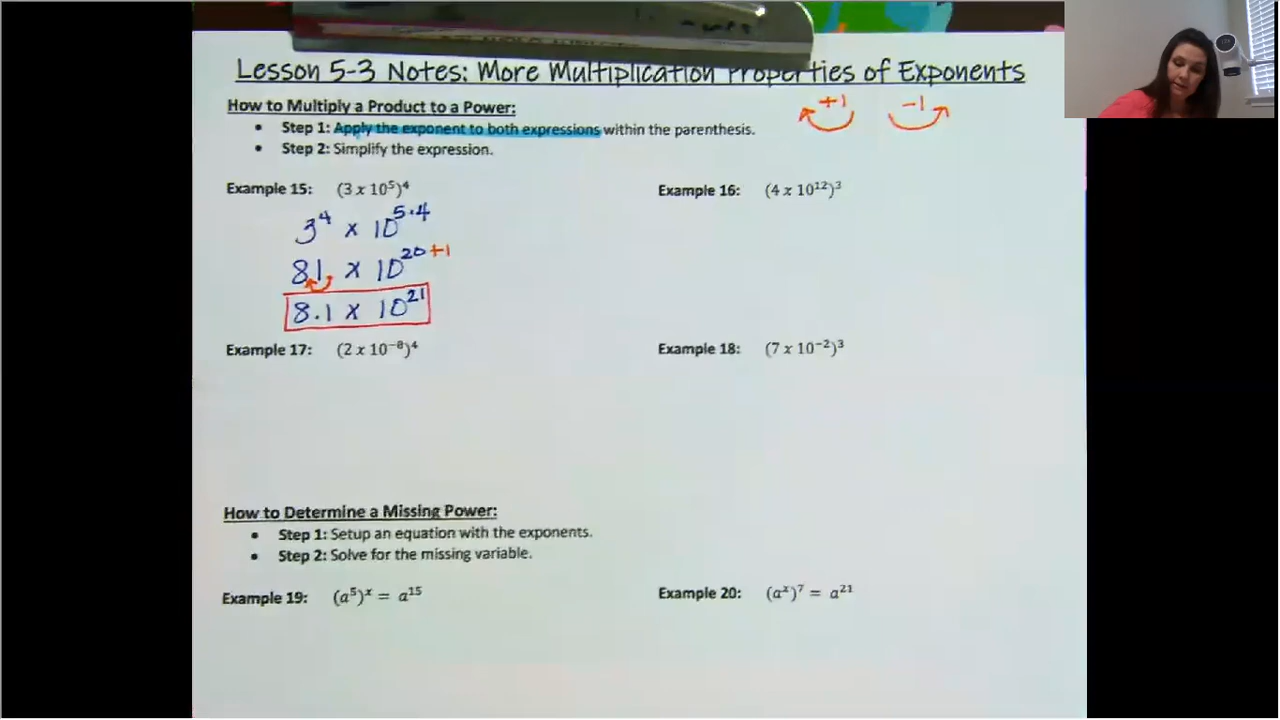 Lesson 5-3 Notes: More Multiplication Properties of Exponents
How to Multiply a Product to a Power:
+1 -1
• Step 1: Apply the exponent to both expressions within the parenthesis.
• Step 2: Simplify the expression.
Example 15: (3 x 10⁵)⁴
Example 16: (4 x 10¹²)³
3⁴ x 10⁵·⁴
81 x 10²⁰⁺¹
8.1 x 10²¹
Example 17: (2 x 10⁻⁸)⁴
Example 18: (7 x 10⁻²)³
How to Determine a Missing Power:
• Step 1: Setup an equation with the exponents.
• Step 2: Solve for the missing variable.
Example 19: (a⁵)ˣ = a¹⁵
Example 20: (aˣ)⁷ = a²¹